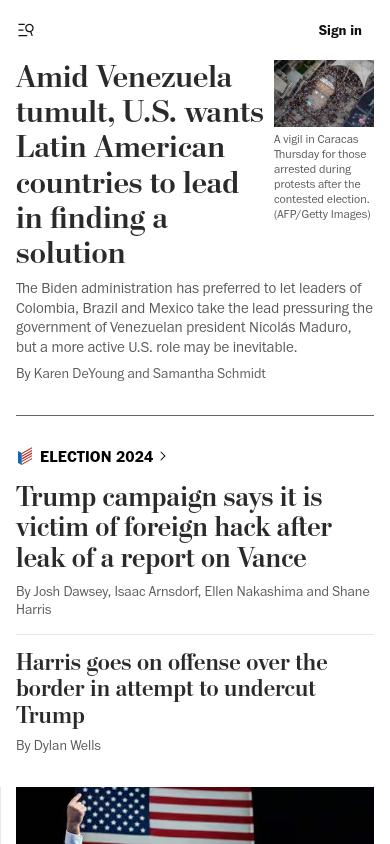 Sign in
Amid Venezuela
tumult, U.S. wants
Latin American
countries to lead
in finding a
solution
A vigil in Caracas
Thursday for those
arrested during
protests after the
contested election.
(AFP/Getty Images)
The Biden administration has preferred to let leaders of
Colombia, Brazil and Mexico take the lead pressuring the
government of Venezuelan president Nicolás Maduro,
but a more active U.S. role may be inevitable.
By Karen DeYoung and Samantha Schmidt
ELECTION 2024
Trump campaign says it is
victim of foreign hack after
leak of a report on Vance
By Josh Dawsey, Isaac Arnsdorf, Ellen Nakashima and Shane
Harris
Harris goes on offense over the
border in attempt to undercut
Trump
By Dylan Wells